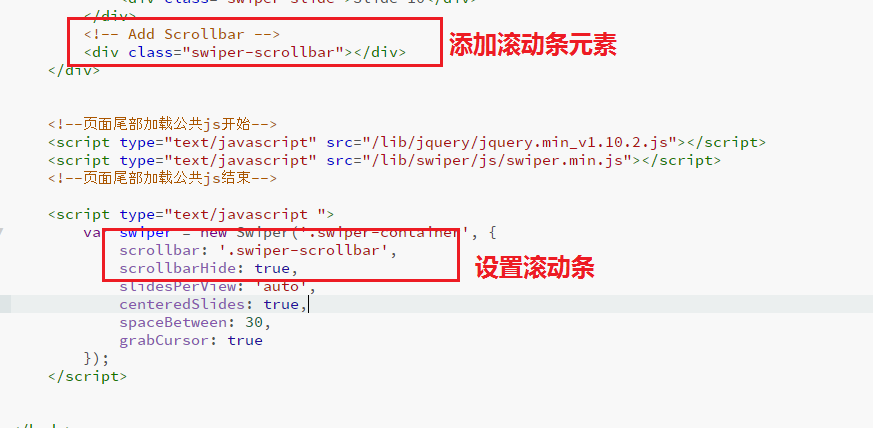 <div class="swiper-slide">Slide 10</div>
</div>
<!-- Add Scrollbar -->
<div class="swiper-scrollbar"></div>
添加滚动条元素
</div>
<!--页面尾部加载公共js开始-->
<script type="text/javascript" src="/lib/jquery/jquery.min_v1.10.2.js"></script>
<script type="text/javascript" src="/lib/swiper/js/swiper.min.js"></script>
<!--页面尾部加载公共js结束-->
<script type="text/javascript ">
var swiper = new Swiper('.swiper-container', {
scrollbar: '.swiper-scrollbar',
scrollbarHide: true,
设置滚动条
slidesPerView: 'auto',
centeredSlides: true,
spaceBetween: 30,
grabCursor: true
});
</script>